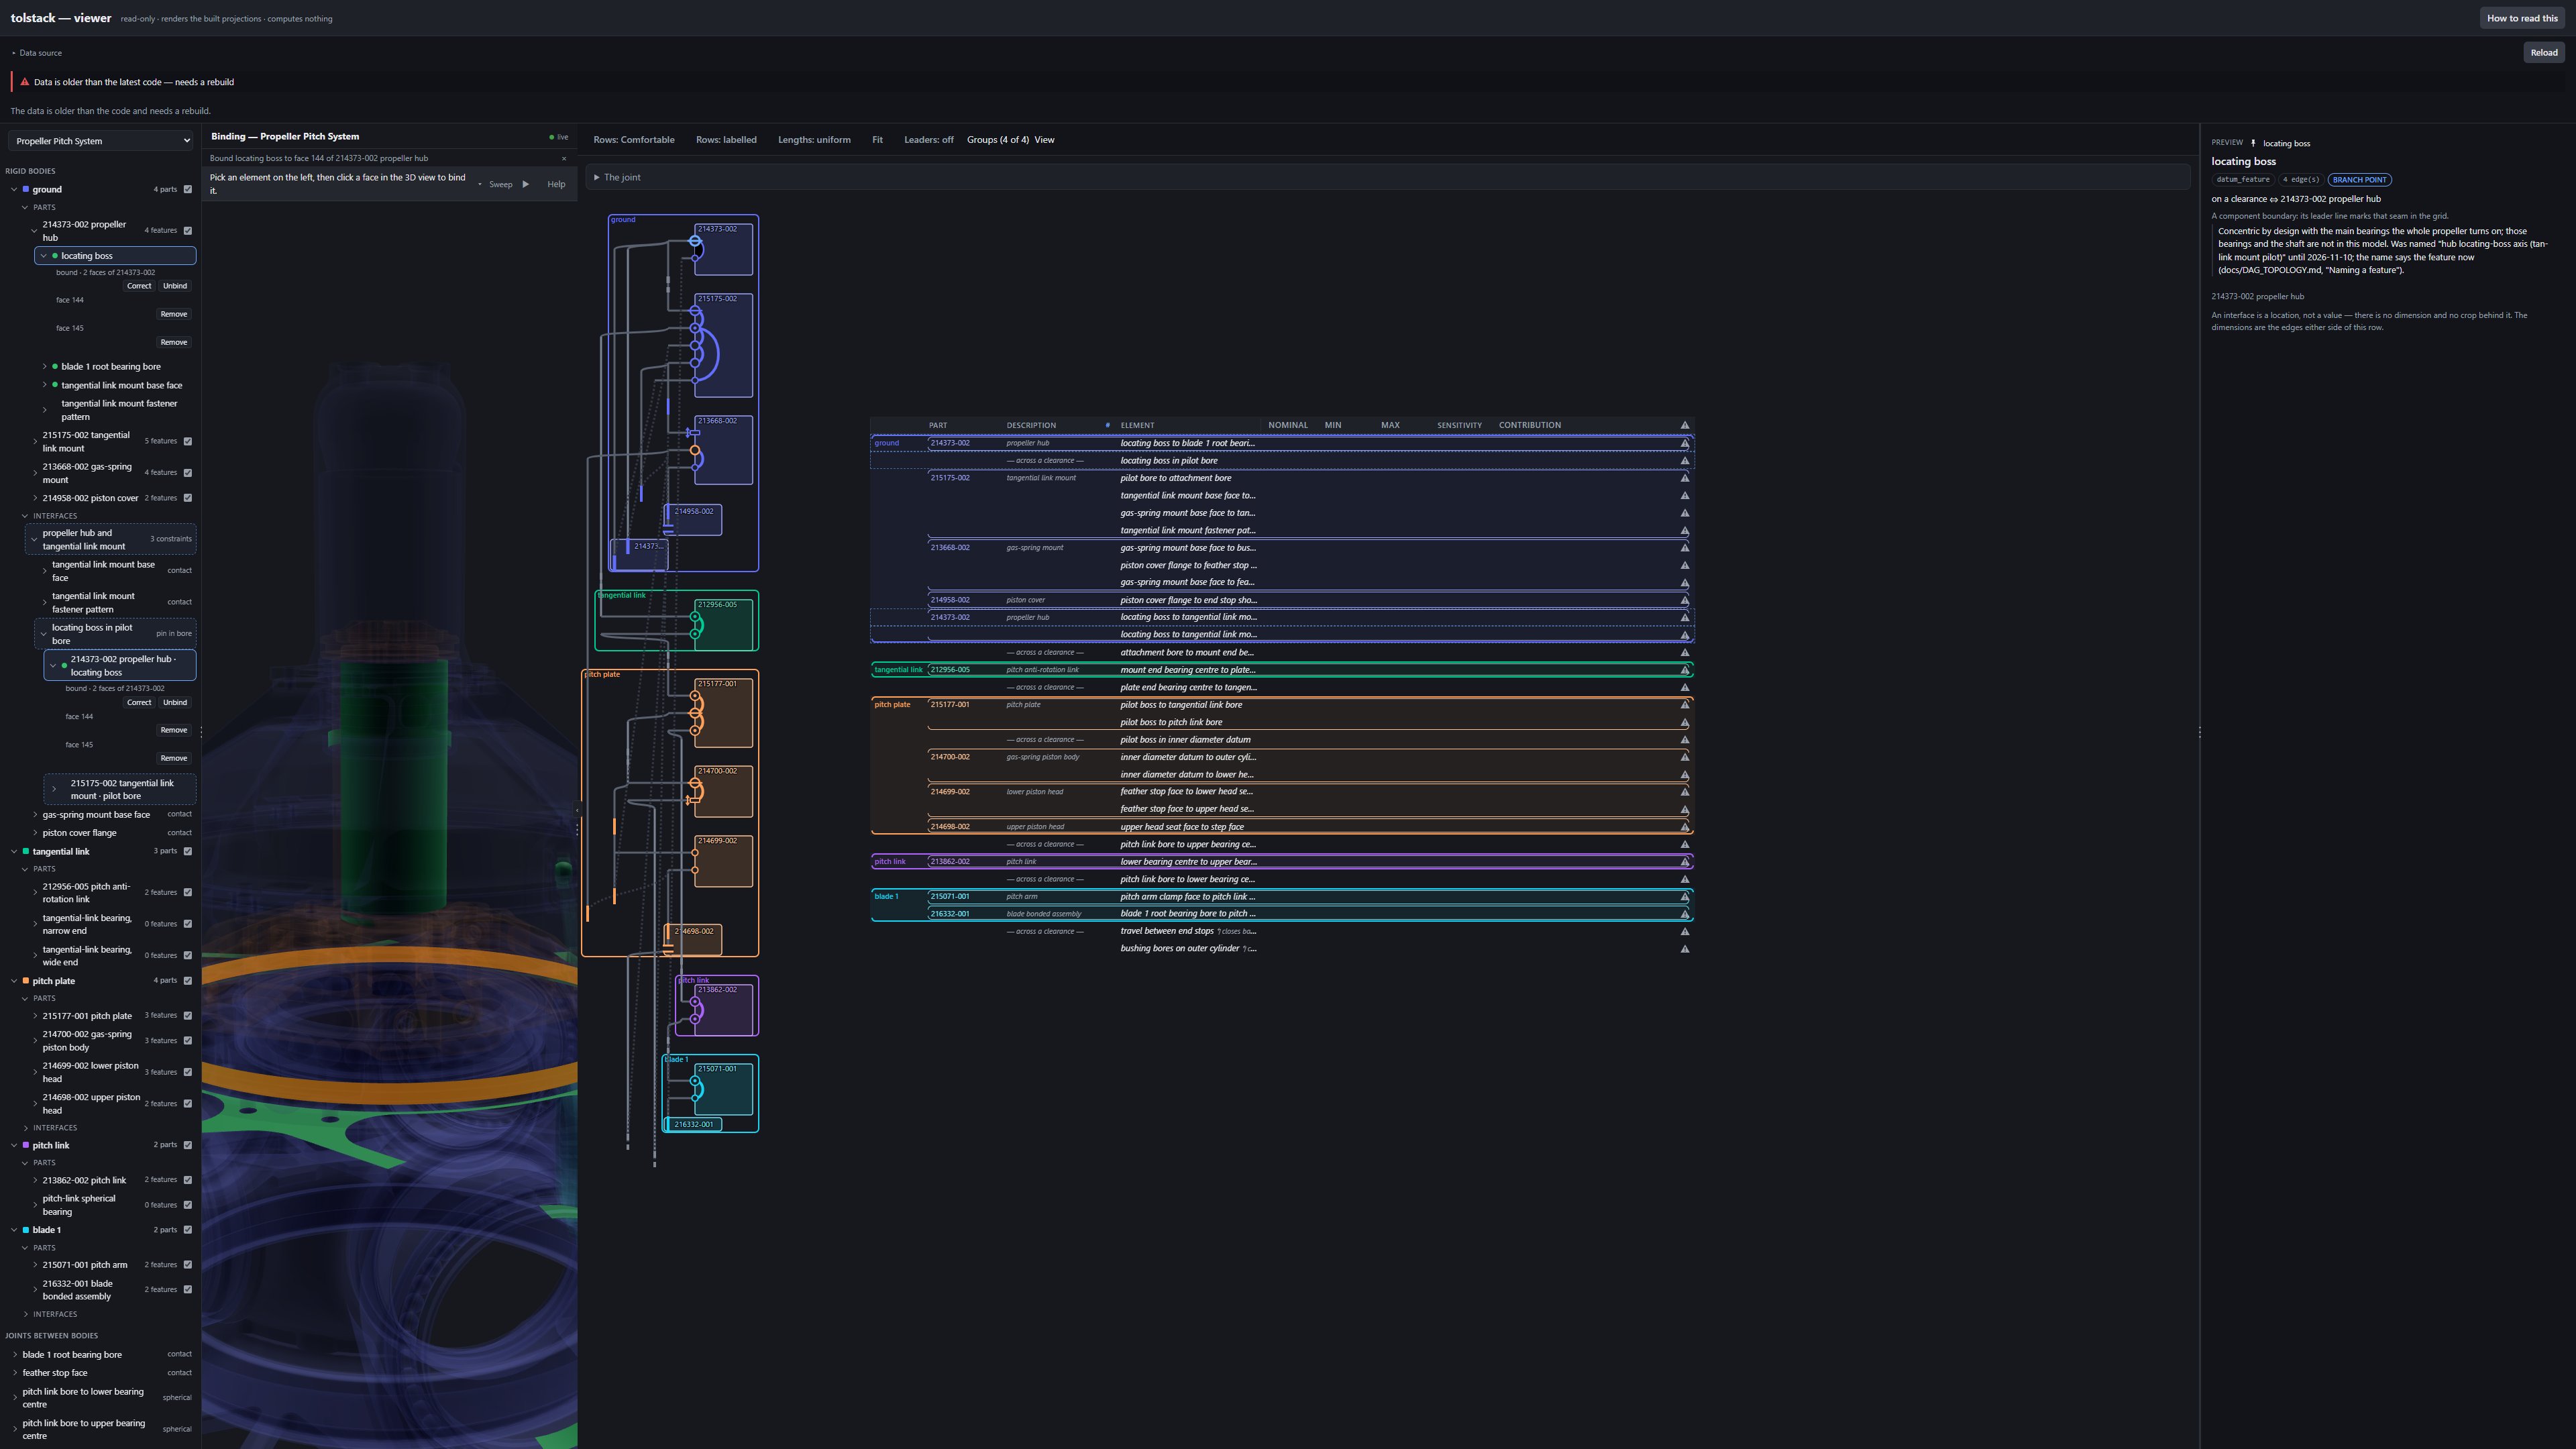 tolstack — viewer
read-only · renders the built projections · computes nothing
How to read this
Data source
Reload
Data is older than the latest code — needs a rebuild
The data is older than the code and needs a rebuild.
Propeller Pitch System
RIGID BODIES
ground
4 parts
PARTS
214373-002 propeller
hub
4 features
locating boss
bound · 2 faces of 214373-002
Correct
Unbind
face 144
Remove
face 145
Remove
blade 1 root bearing bore
tangential link mount base face
tangential link mount fastener
pattern
215175-002 tangential
link mount
5 features
213668-002 gas-spring
mount
4 features
214958-002 piston cover
2 features
INTERFACES
propeller hub and
tangential link mount
3 constraints
tangential link mount base
face
contact
tangential link mount
fastener pattern
contact
locating boss in pilot
bore
pin in bore
214373-002 propeller hub ·
locating boss
bound · 2 faces of 214373-002
Correct
Unbind
face 144
Remove
face 145
Remove
215175-002 tangential link
mount · pilot bore
gas-spring mount base face
contact
piston cover flange
contact
tangential link
3 parts
PARTS
212956-005 pitch anti-
rotation link
2 features
tangential-link bearing,
narrow end
0 features
tangential-link bearing,
wide end
0 features
pitch plate
4 parts
PARTS
215177-001 pitch plate
3 features
214700-002 gas-spring
piston body
3 features
214699-002 lower piston
head
3 features
214698-002 upper piston
head
2 features
INTERFACES
pitch link
2 parts
PARTS
213862-002 pitch link
2 features
pitch-link spherical
bearing
0 features
blade 1
2 parts
PARTS
215071-001 pitch arm
2 features
216332-001 blade
bonded assembly
2 features
INTERFACES
JOINTS BETWEEN BODIES
blade 1 root bearing bore
contact
feather stop face
contact
pitch link bore to lower bearing
centre
spherical
pitch link bore to upper bearing
centre
spherical
Binding — Propeller Pitch System
live
Bound locating boss to face 144 of 214373-002 propeller hub
×
Pick an element on the left, then click a face in the 3D view to bind
it.
Sweep
Help
Rows: Comfortable
Rows: labelled
Lengths: uniform
Fit
Leaders: off
Groups (4 of 4)
View
The joint
ground
214373-002
215175-002
213668-002
214958-002
214373...
tangential link
212956-005
pitch plate
215177-001
214700-002
214699-002
214698-002
pitch link
213862-002
blade 1
215071-001
216332-001
PART DESCRIPTION # ELEMENT NOMINAL MIN MAX SENSITIVITY CONTRIBUTION
ground 214373-002 propeller hub locating boss to blade 1 root beari...
— across a clearance — locating boss in pilot bore
215175-002 tangential link mount pilot bore to attachment bore
tangential link mount base face to...
gas-spring mount base face to tan...
tangential link mount fastener pat...
213668-002 gas-spring mount gas-spring mount base face to bus...
piston cover flange to feather stop ...
gas-spring mount base face to fea...
214958-002 piston cover piston cover flange to end stop sho...
214373-002 propeller hub locating boss to tangential link mo...
locating boss to tangential link mo...
— across a clearance — attachment bore to mount end be...
tangential link 212956-005 pitch anti-rotation link mount end bearing centre to plate...
— across a clearance — plate end bearing centre to tangen...
pitch plate 215177-001 pitch plate pilot boss to tangential link bore
pilot boss to pitch link bore
— across a clearance — pilot boss in inner diameter datum
214700-002 gas-spring piston body inner diameter datum to outer cyli...
inner diameter datum to lower he...
214699-002 lower piston head feather stop face to lower head se...
feather stop face to upper head se...
214698-002 upper piston head upper head seat face to step face
— across a clearance — pitch link bore to upper bearing ce...
pitch link 213862-002 pitch link lower bearing centre to upper bear...
— across a clearance — pitch link bore to lower bearing ce...
blade 1 215071-001 pitch arm pitch arm clamp face to pitch link ...
216332-001 blade bonded assembly blade 1 root bearing bore to pitch ...
— across a clearance — travel between end stops closes ba...
bushing bores on outer cylinder
PREVIEW
locating boss
locating boss
datum_feature
4 edge(s)
BRANCH POINT
on a clearance ⇔ 214373-002 propeller hub
A component boundary: its leader line marks that seam in the grid.
Concentric by design with the main bearings the whole propeller turns on; those
bearings and the shaft are not in this model. Was named "hub locating-boss axis (tan-
link mount pilot)" until 2026-11-10; the name says the feature now
(docs/DAG_TOPOLOGY.md, "Naming a feature").
214373-002 propeller hub
An interface is a location, not a value — there is no dimension and no crop behind it. The
dimensions are the edges either side of this row.